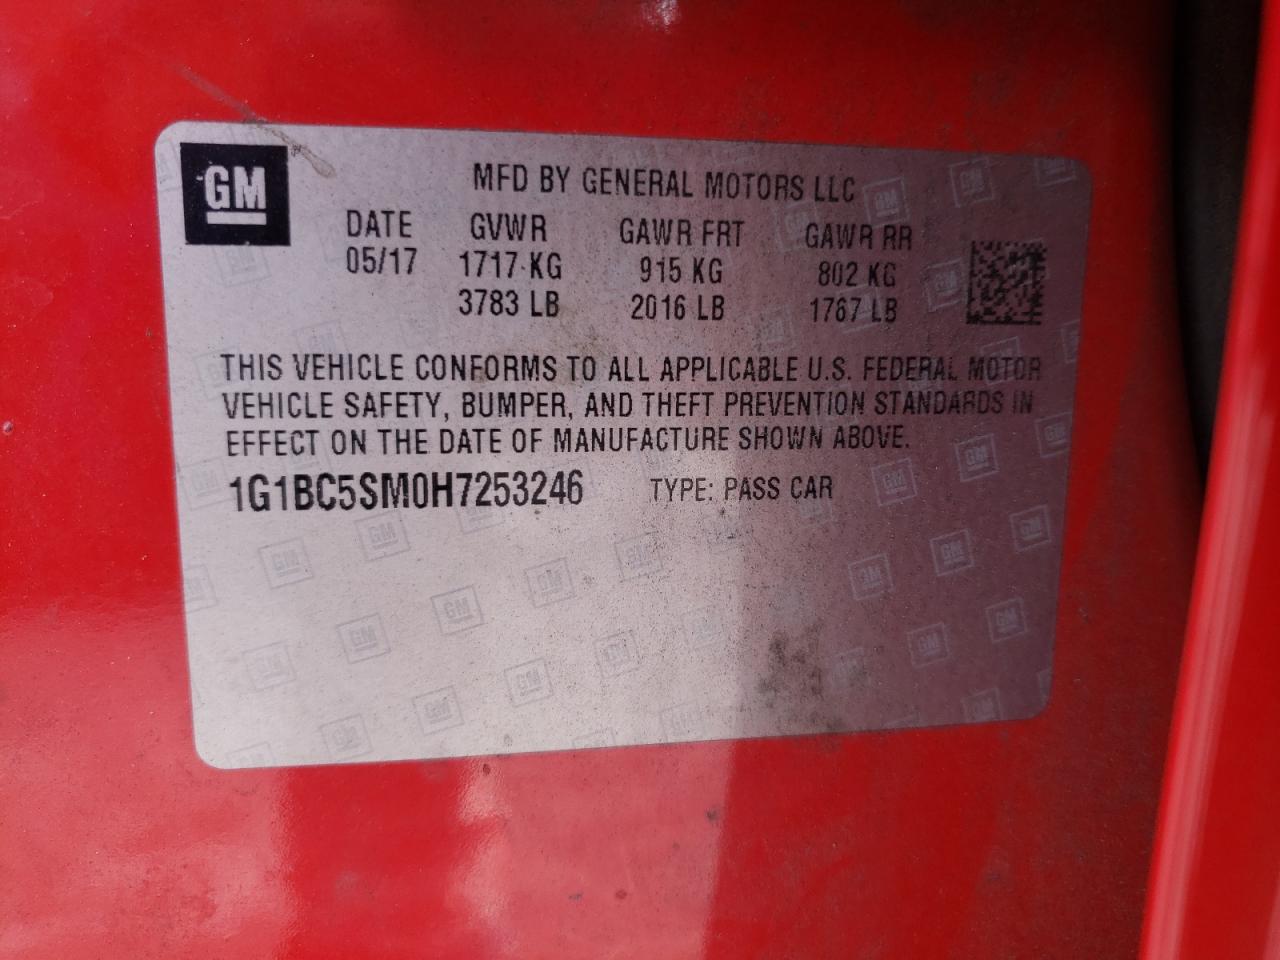 GM
MFD BY GENERAL MOTORS LLC
DATE GVWR GAWR FRT GAWR RR
05/17 1717 KG 915 KG 802 KG
3783 LB 2016 LB 1767 LB
THIS VEHICLE CONFORMS TO ALL APPLICABLE U.S. FEDERAL MOTOR
VEHICLE SAFETY, BUMPER, AND THEFT PREVENTION STANDARDS IN
EFFECT ON THE DATE OF MANUFACTURE SHOWN ABOVE.
1G1BC5SM0H7253246 TYPE: PASS CAR